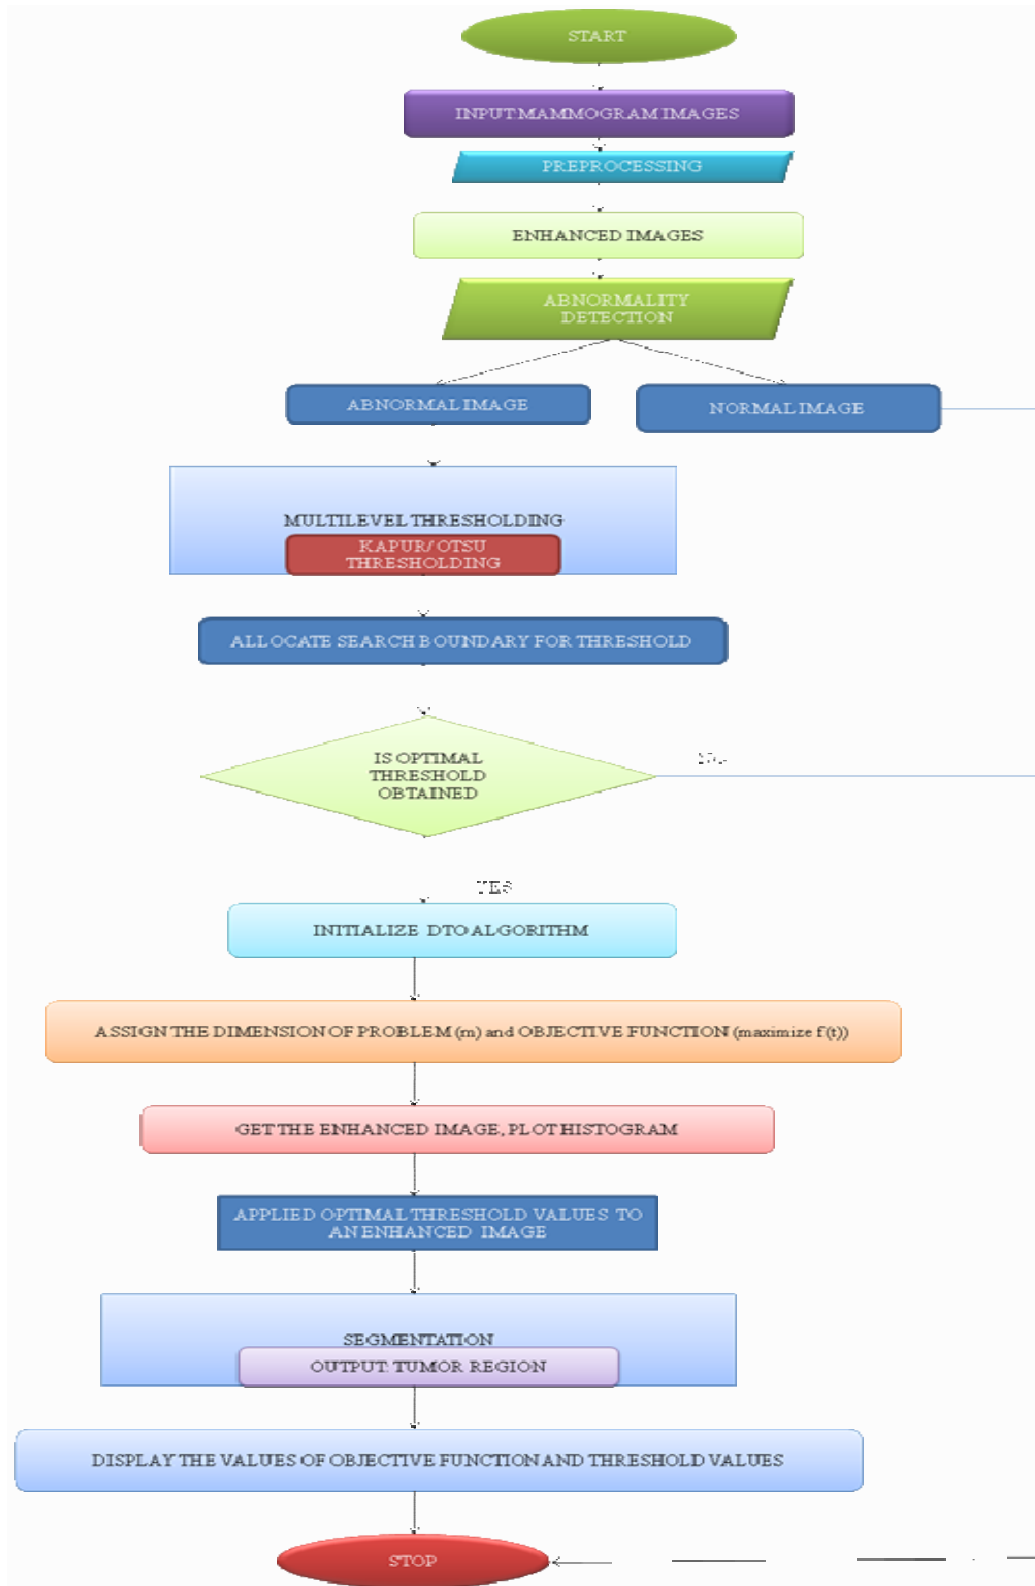 START
INPUT MAMMOGRAM IMAGES
PREPROCESSING
ENHANCED IMAGES
ABNORMALITY
DETECTION
ABNORMAL IMAGE
NORMAL IMAGE
MULTILEVEL THRESHOLDING
KAPUR/ OTSU
THRESHOLDING
ALLOCATE SEARCH BOUNDARY FOR THRESHOLD
IS OPTIMAL
THRESHOLD
OBTAINED
YES
INITIALIZE DTO ALGORITHM
ASSIGN THE DIMENSION OF PROBLEM (m) and OBJECTIVE FUNCTION (maximize f(t))
GET THE ENHANCED IMAGE, PLOT HISTOGRAM
APPLIED OPTIMAL THRESHOLD VALUES TO
AN ENHANCED IMAGE
SEGMENTATION
OUTPUT: TUMOR REGION
DISPLAY THE VALUES OF OBJECTIVE FUNCTION AND THRESHOLD VALUES
STOP